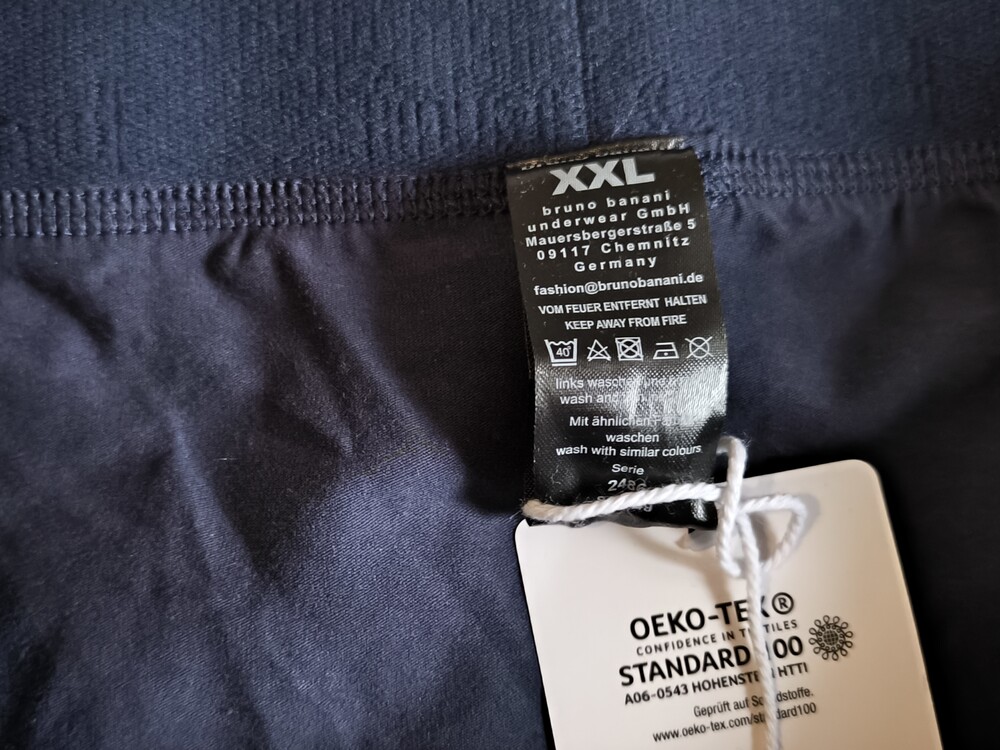 XXL
bruno banani
underwear GmbH
Mauersbergerstraße 5
09117 Chemnitz
Germany
fashion@brunobanani.de
VOM FEUER ENTFERNT HALTEN
KEEP AWAY FROM FIRE
40°
links
wash and
Mit ähnlichen
waschen
wash with similar colours
Serie
OEKO-TEX®
CONFIDENCE IN TEXTILES
STANDARD 100
A06-0543 HOHENSTEIN HTTI
Geprüft auf Schadstoffe.
www.oeko-tex.com/standard100